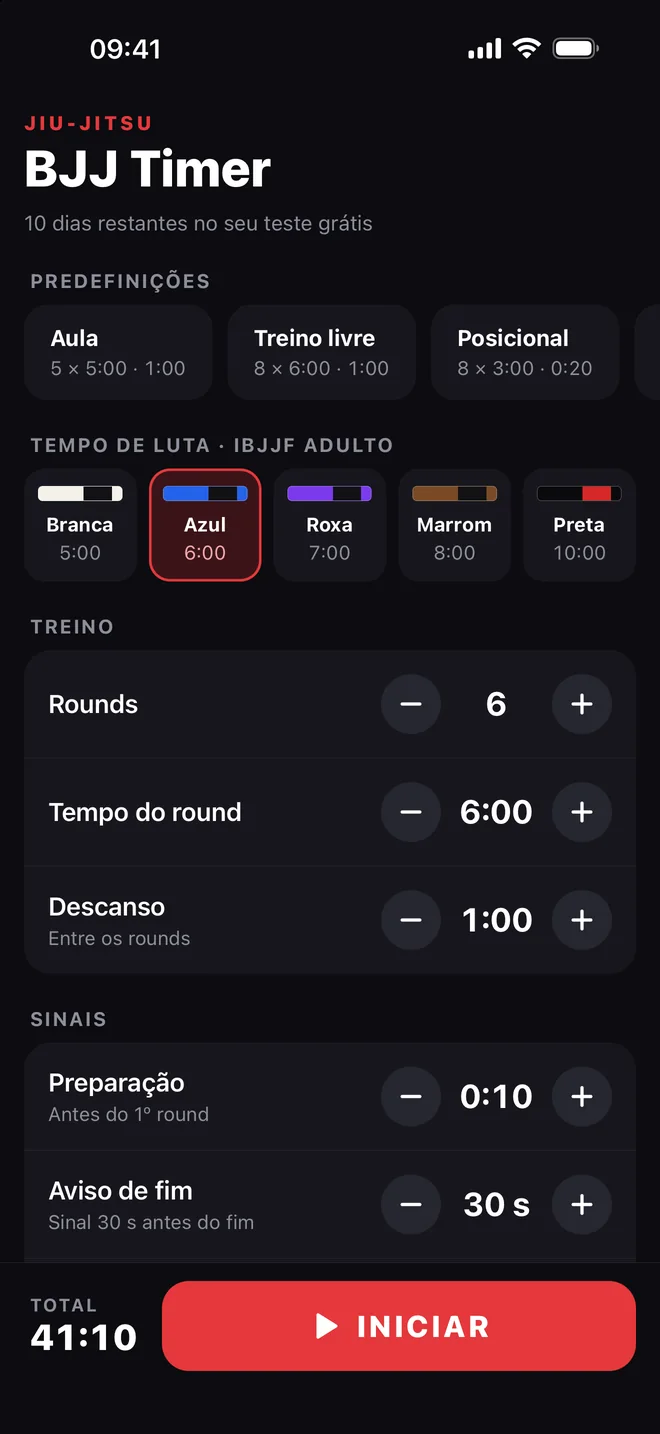 09:41
JIU-JITSU
BJJ Timer
10 dias restantes no seu teste grátis
PREDEFINIÇÕES
Aula
5 × 5:00 · 1:00
Treino livre
8 × 6:00 · 1:00
Posicional
8 × 3:00 · 0:20
TEMPO DE LUTA · IBJJF ADULTO
Branca
5:00
Azul
6:00
Roxa
7:00
Marrom
8:00
Preta
10:00
TREINO
Rounds
− 6 +
Tempo do round
− 6:00 +
Descanso
Entre os rounds
− 1:00 +
SINAIS
Preparação
Antes do 1º round
− 0:10 +
Aviso de fim
Sinal 30 s antes do fim
− 30 s +
TOTAL
41:10
INICIAR